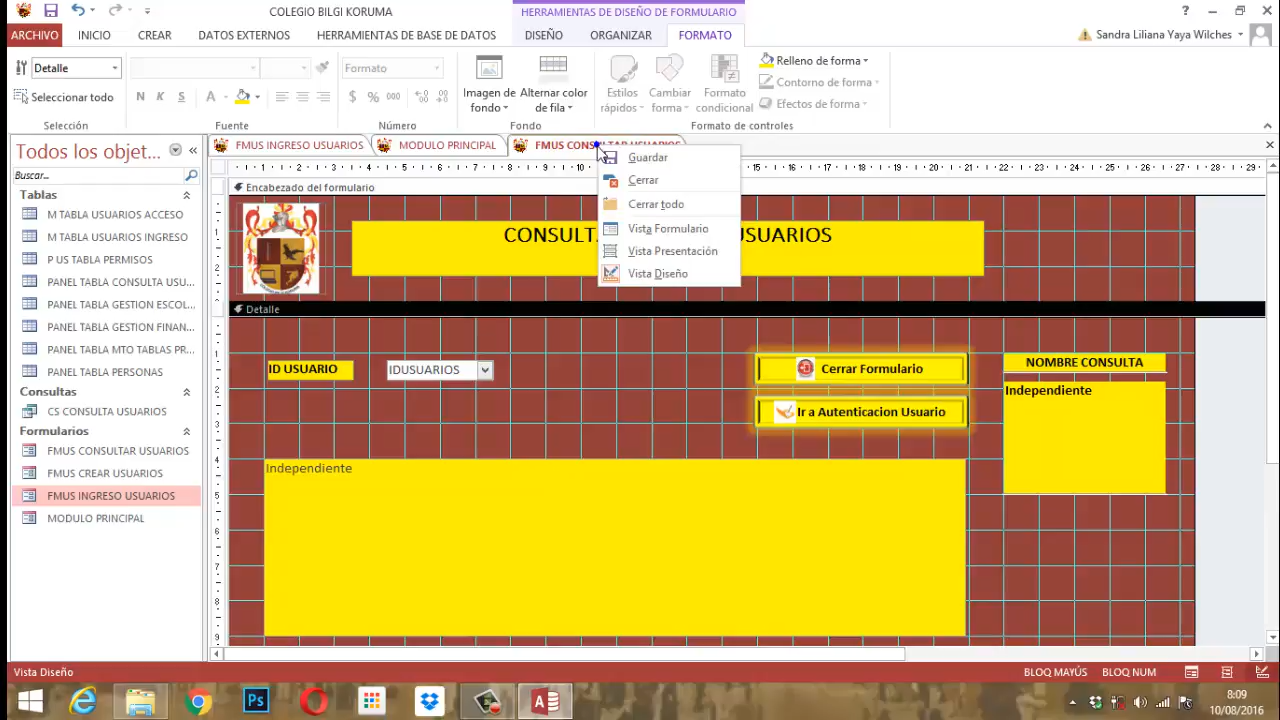 COLEGIO BILGI KORUMA
HERRAMIENTAS DE DISEÑO DE FORMULARIO
ARCHIVO INICIO CREAR DATOS EXTERNOS HERRAMIENTAS DE BASE DE DATOS DISEÑO ORGANIZAR FORMATO
Sandra Liliana Yaya Wilches
Detalle
Seleccionar todo
Selección
N K S A
Fuente
Formato
$ % 000
Número
Imagen de fondo
Alternar color de fila
Fondo
Estilos rápidos
Cambiar forma
Formato condicional
Relleno de forma
Contorno de forma
Efectos de forma
Formato de controles
Todos los objet...
Buscar...
Tablas
M TABLA USUARIOS ACCESO
M TABLA USUARIOS INGRESO
P US TABLA PERMISOS
PANEL TABLA CONSULTA USU...
PANEL TABLA GESTION ESCOL...
PANEL TABLA GESTION FINAN...
PANEL TABLA MTO TABLAS PR...
PANEL TABLA PERSONAS
Consultas
CS CONSULTA USUARIOS
Formularios
FMUS CONSULTAR USUARIOS
FMUS CREAR USUARIOS
FMUS INGRESO USUARIOS
MODULO PRINCIPAL
FMUS INGRESO USUARIOS
MODULO PRINCIPAL
FMUS CONSULTAR USUARIOS
Guardar
Cerrar
Cerrar todo
Vista Formulario
Vista Presentación
Vista Diseño
Encabezado del formulario
CONSULTA USUARIOS
Detalle
ID USUARIO
IDUSUARIOS
Cerrar Formulario
Ir a Autenticacion Usuario
NOMBRE CONSULTA
Independiente
Independiente
Vista Diseño
BLOQ MAYÚS BLOQ NUM
Ps
8:09
10/08/2016